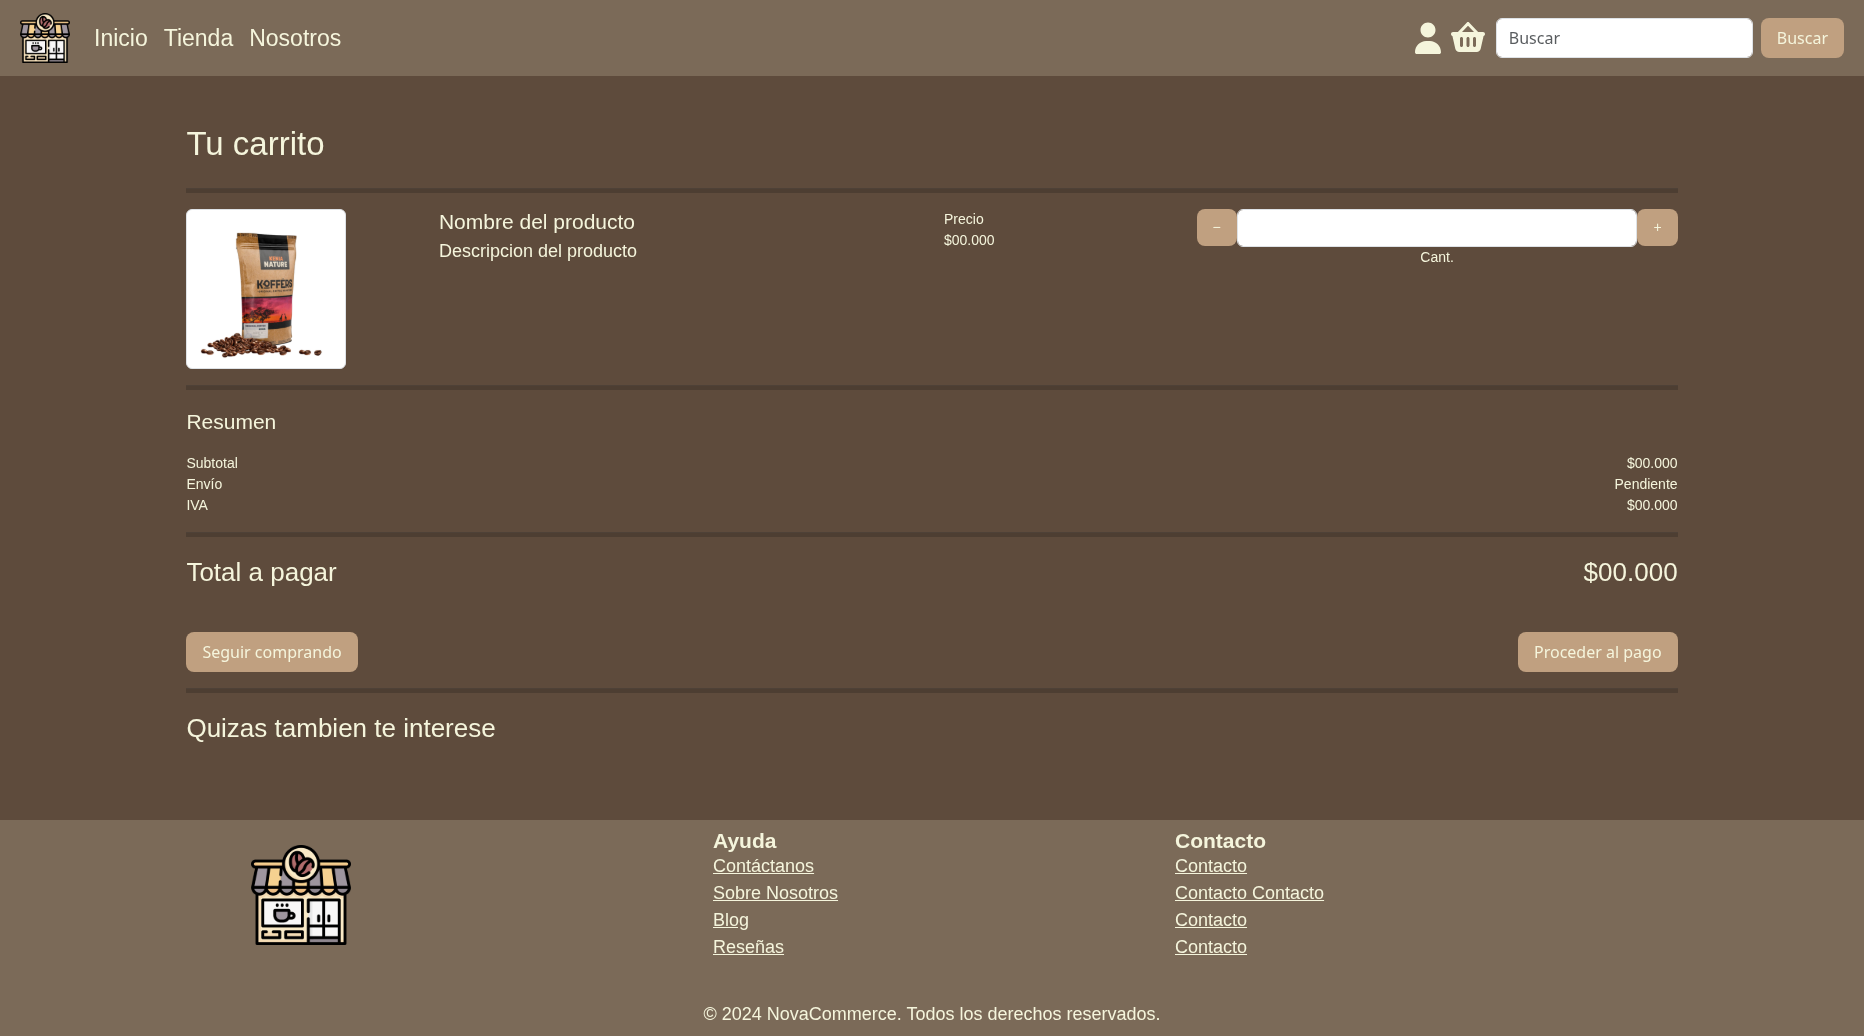 Inicio Tienda Nosotros
Buscar Buscar
Tu carrito
Nombre del producto
Descripcion del producto
Precio
$00.000
− +
Cant.
NATURE
KOFFERS
Resumen
Subtotal $00.000
Envío Pendiente
IVA $00.000
Total a pagar $00.000
Seguir comprando Proceder al pago
Quizas tambien te interese
Ayuda
Contáctanos
Sobre Nosotros
Blog
Reseñas
Contacto
Contacto
Contacto Contacto
Contacto
Contacto
© 2024 NovaCommerce. Todos los derechos reservados.